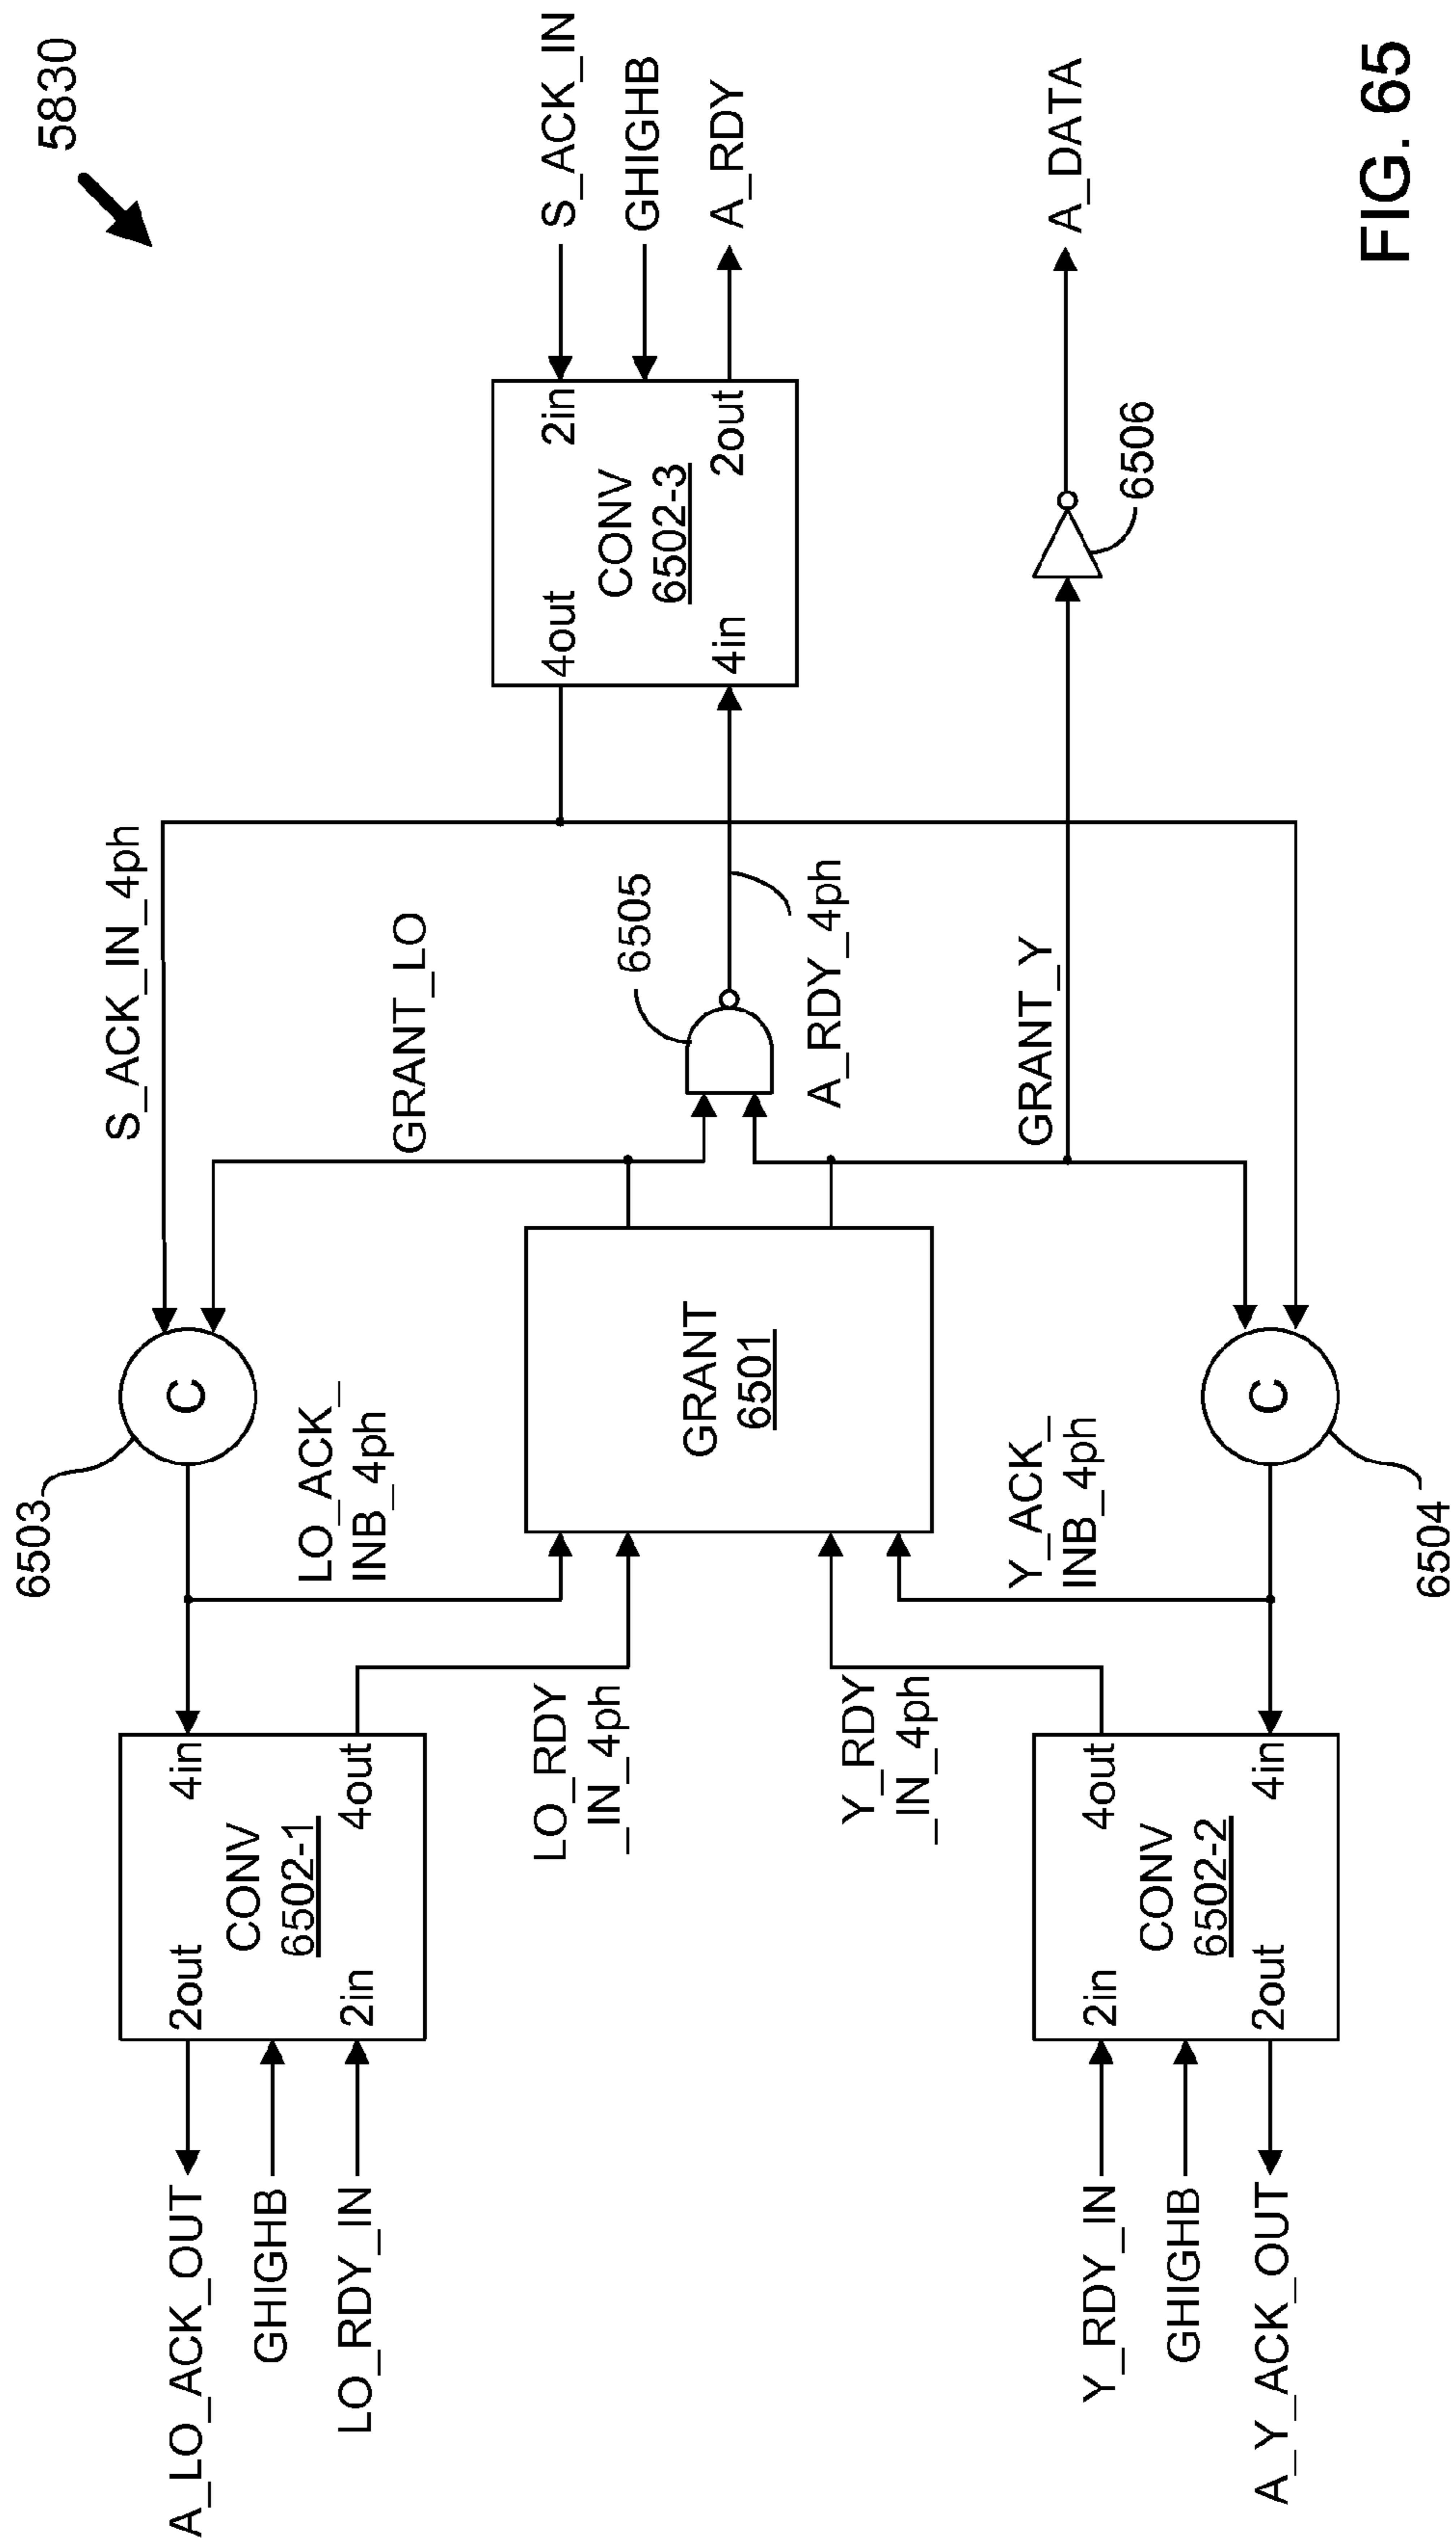 5830
S_ACK_IN
GHIGHB
A_RDY
A_DATA
2in
CONV
6502-3
2out
4out
4in
6506
S_ACK_IN_4ph
GRANT_LO
6505
A_RDY_4ph
GRANT_Y
C
6503
LO_ACK_
INB_4ph
GRANT
6501
Y_ACK_
INB_4ph
C
6504
4in
CONV
6502-1
4out
2out
2in
LO_RDY
_IN_4ph
Y_RDY
_IN_4ph
4out
CONV
6502-2
4in
2in
2out
A_LO_ACK_OUT
GHIGHB
LO_RDY_IN
Y_RDY_IN
GHIGHB
A_Y_ACK_OUT
FIG. 65